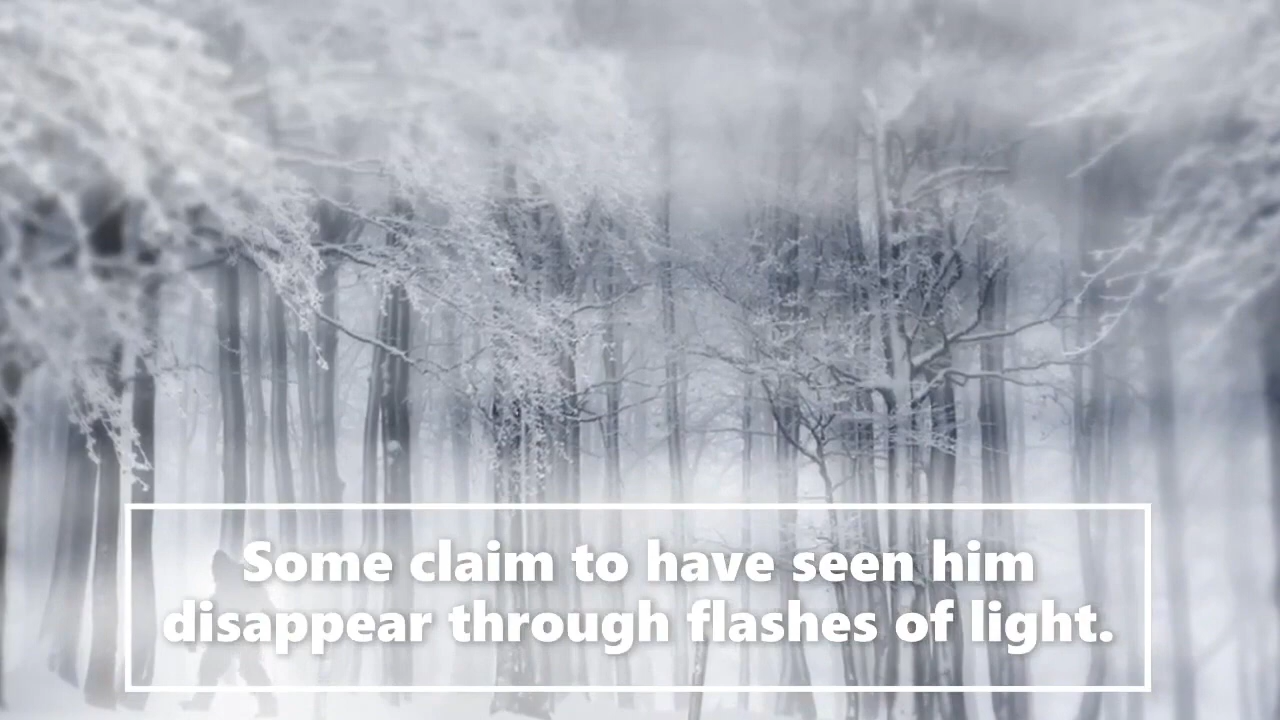 Some claim to have seen him
disappear through flashes of light.